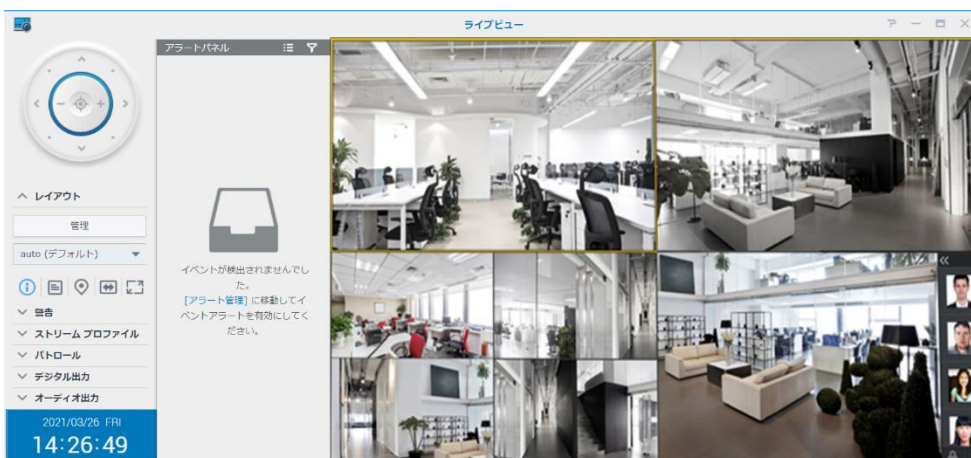 ライブビュー
アラートパネル
レイアウト
管理
auto (デフォルト)
警告
ストリーム プロファイル
パトロール
デジタル出力
オーディオ出力
2021/03/26 FRI
14:26:49
イベントが検出されませんでし
た。
[アラート管理] に移動してイ
ベントアラートを有効にしてく
ださい。